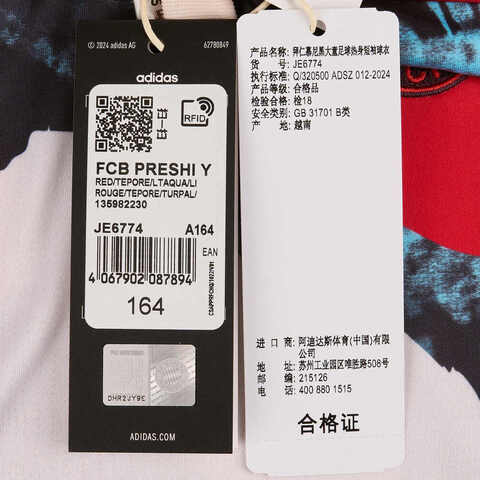 © 2024 adidas AG
62780849
adidas
RFID
FCB PRESHI Y
RED/TEPORE/LTAQUA/LI
ROUGE/TEPORE/TURPAL/
135982230
JE6774 A164
EAN
4 067902 087894
164
DHR2JY9E
ADIDAS.COM
产品名称: 拜仁慕尼黑大童足球热身短袖球衣
货 号: JE6774
执行标准: Q/320500 ADSZ 012-2024
产品等级: 合格品
检验合格: 检18
安全类别: GB 31701 B类
产 地: 越南
进 口 商: 阿迪达斯体育(中国)有限
公司
地 址: 苏州工业园区唯胜路508号
邮 编: 215126
电 话: 400 880 1515
合格证